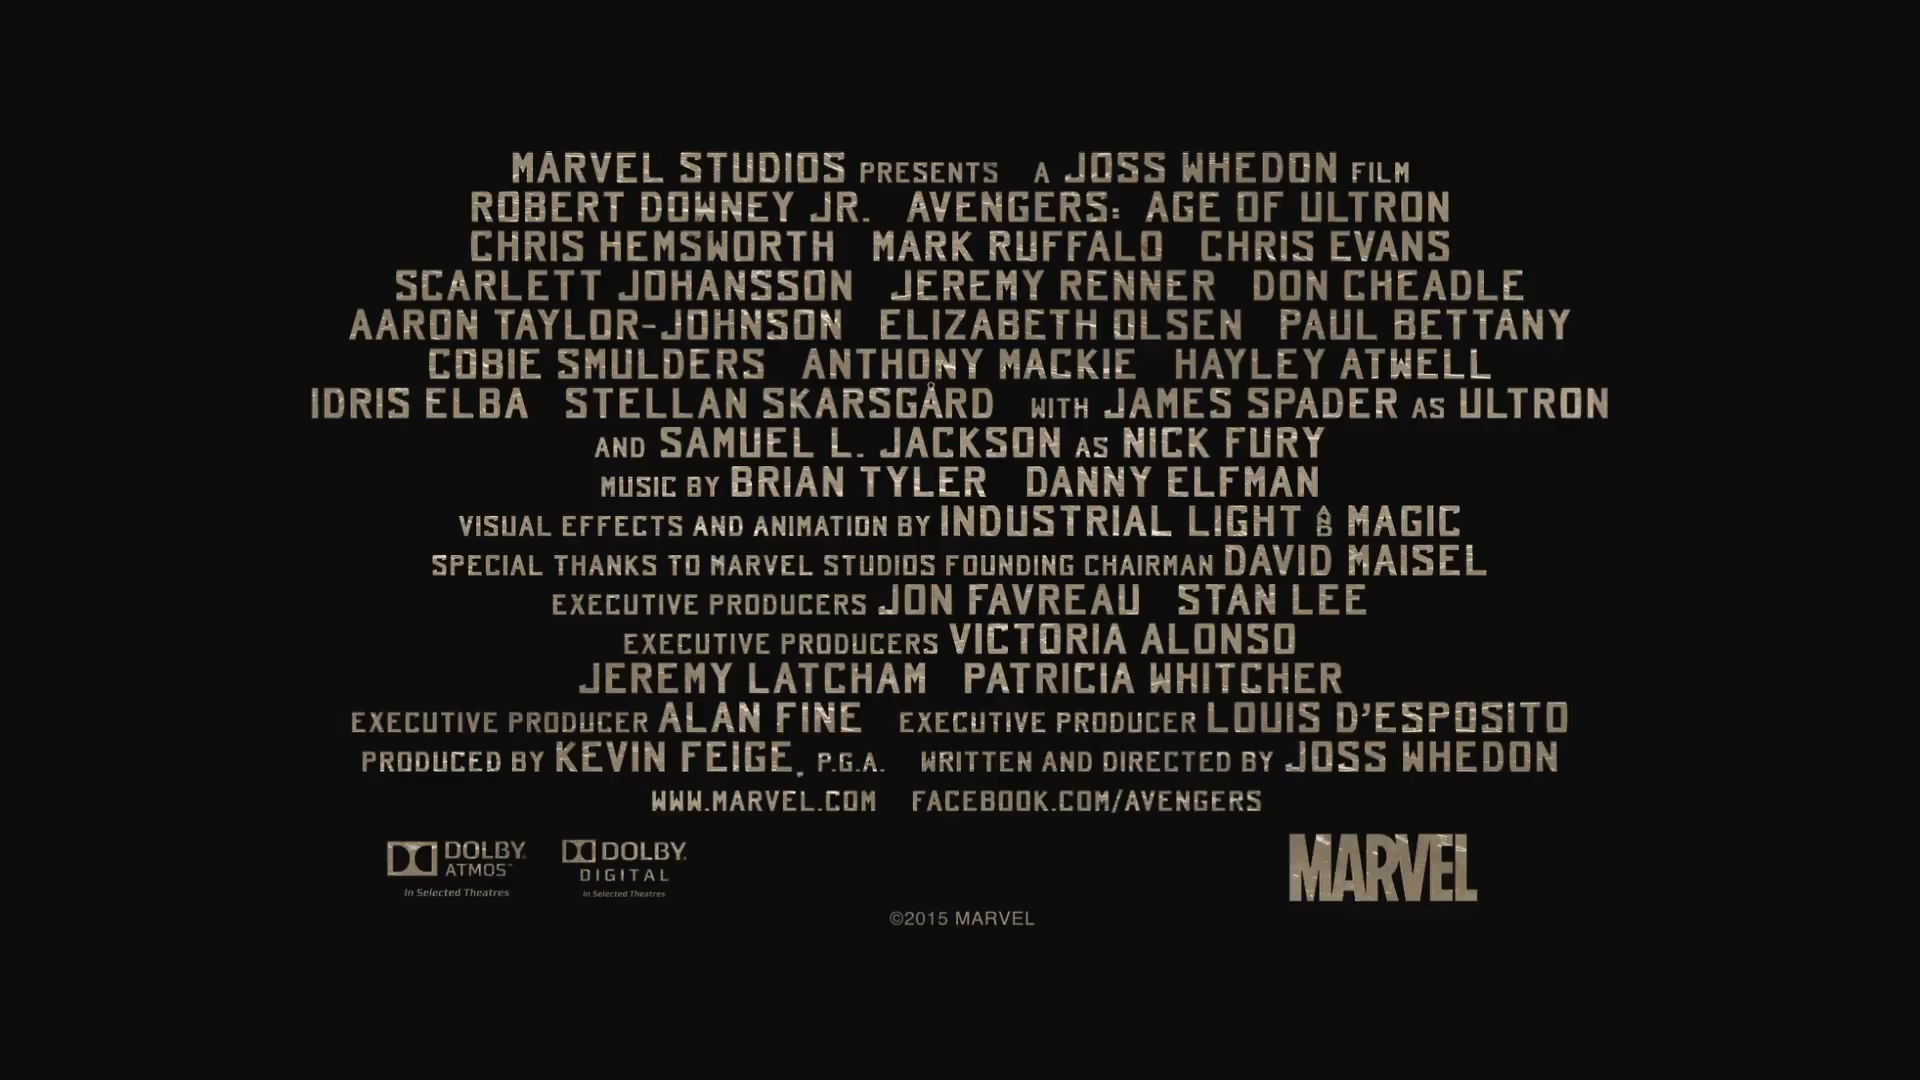 MARVEL STUDIOS PRESENTS A JOSS WHEDON FILM
ROBERT DOWNEY JR. AVENGERS: AGE OF ULTRON
CHRIS HEMSWORTH MARK RUFFALO CHRIS EVANS
SCARLETT JOHANSSON JEREMY RENNER DON CHEADLE
AARON TAYLOR-JOHNSON ELIZABETH OLSEN PAUL BETTANY
COBIE SMULDERS ANTHONY MACKIE HAYLEY ATWELL
IDRIS ELBA STELLAN SKARSGÅRD WITH JAMES SPADER AS ULTRON
AND SAMUEL L. JACKSON AS NICK FURY
MUSIC BY BRIAN TYLER DANNY ELFMAN
VISUAL EFFECTS AND ANIMATION BY INDUSTRIAL LIGHT AND MAGIC
SPECIAL THANKS TO MARVEL STUDIOS FOUNDING CHAIRMAN DAVID MAISEL
EXECUTIVE PRODUCERS JON FAVREAU STAN LEE
EXECUTIVE PRODUCERS VICTORIA ALONSO
JEREMY LATCHAM PATRICIA WHITCHER
EXECUTIVE PRODUCER ALAN FINE EXECUTIVE PRODUCER LOUIS D'ESPOSITO
PRODUCED BY KEVIN FEIGE, P.G.A. WRITTEN AND DIRECTED BY JOSS WHEDON
WWW.MARVEL.COM FACEBOOK.COM/AVENGERS
DOLBY ATMOS™
In Selected Theatres
DOLBY DIGITAL
In Selected Theatres
MARVEL
©2015 MARVEL